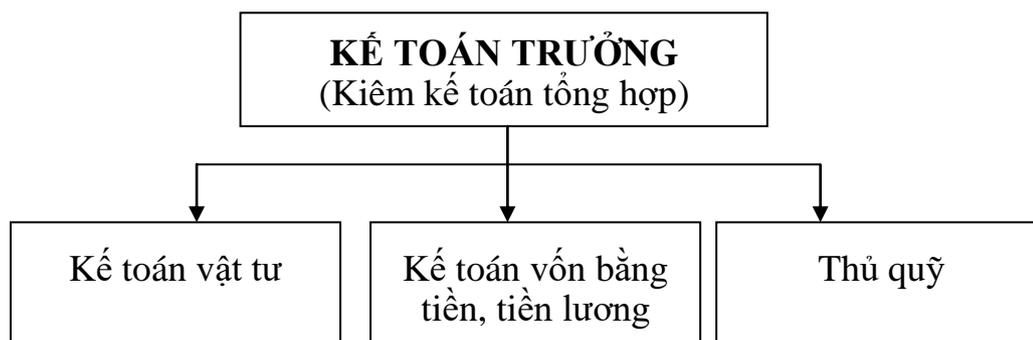 KẾ TOÁN TRƯỞNG
(Kiêm kế toán tổng hợp)
Kế toán vật tư
Kế toán vốn bằng
tiền, tiền lương
Thủ quỹ